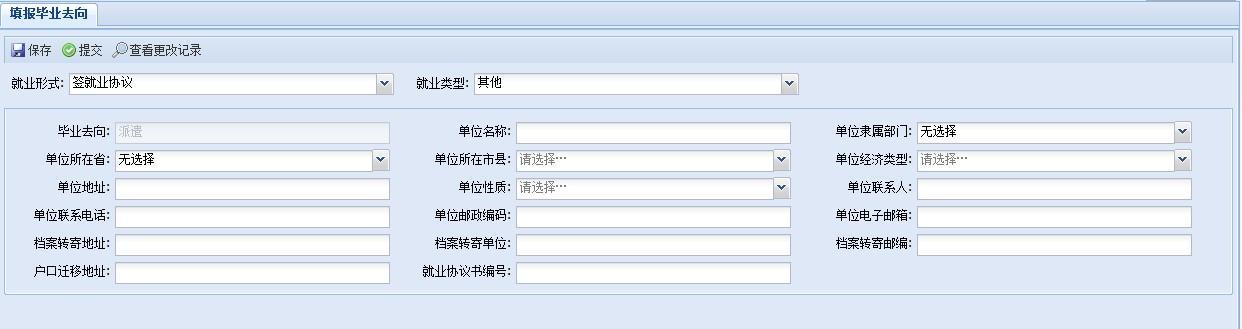 填报毕业去向
保存 提交 查看更改记录
就业形式: 签就业协议 就业类型: 其他
毕业去向: 派遣 单位名称: 单位隶属部门: 无选择
单位所在省: 无选择 单位所在市县: 请选择… 单位经济类型: 请选择…
单位地址: 单位性质: 请选择… 单位联系人:
单位联系电话: 单位邮政编码: 单位电子邮箱:
档案转寄地址: 档案转寄单位: 档案转寄邮编:
户口迁移地址: 就业协议书编号: